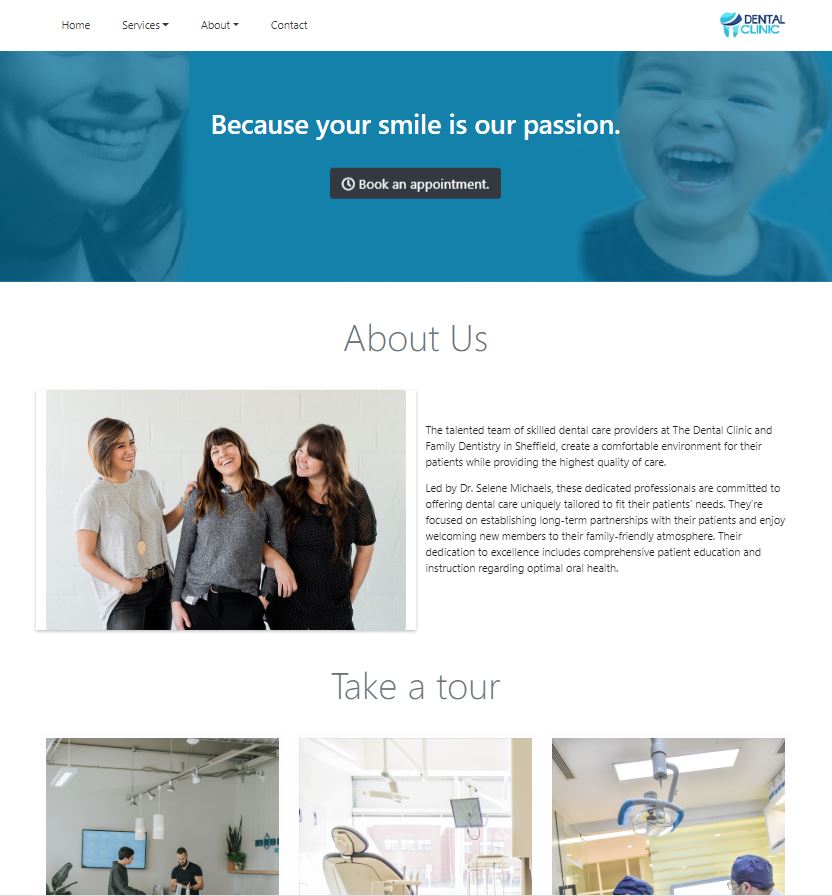 Home Services About Contact
DENTAL
CLINIC
Because your smile is our passion.
Book an appointment.
About Us
The talented team of skilled dental care providers at The Dental Clinic and
Family Dentistry in Sheffield, create a comfortable environment for their
patients while providing the highest quality of care.
Led by Dr. Selene Michaels, these dedicated professionals are committed to
offering dental care uniquely tailored to fit their patients' needs. They're
focused on establishing long-term partnerships with their patients and enjoy
welcoming new members to their family-friendly atmosphere. Their
dedication to excellence includes comprehensive patient education and
instruction regarding optimal oral health.
Take a tour